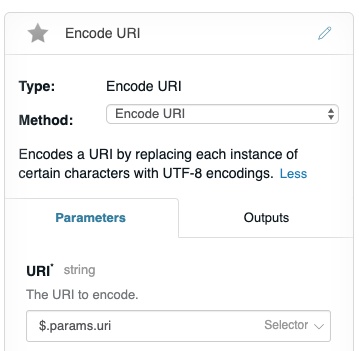 Encode URI
Type: Encode URI
Method: Encode URI
Encodes a URI by replacing each instance of
certain characters with UTF-8 encodings. Less
Parameters Outputs
URI* string
The URI to encode.
$.params.uri Selector